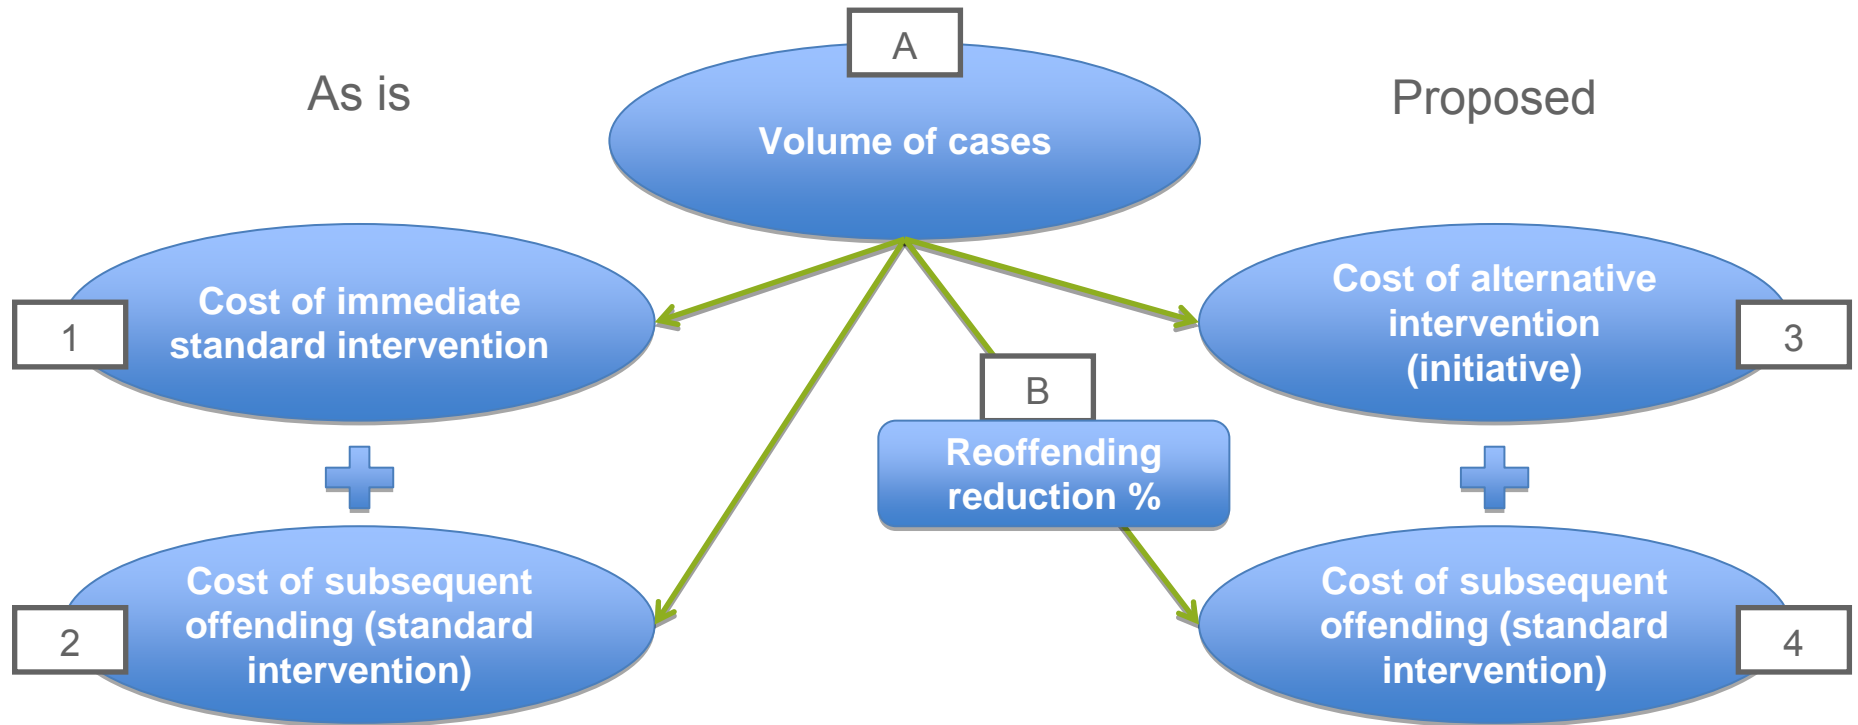 A
As is
Proposed
Volume of cases
1
Cost of immediate
standard intervention
Cost of alternative
intervention
(initiative)
3
B
Reoffending
reduction %
2
Cost of subsequent
offending (standard
intervention)
Cost of subsequent
offending (standard
intervention)
4